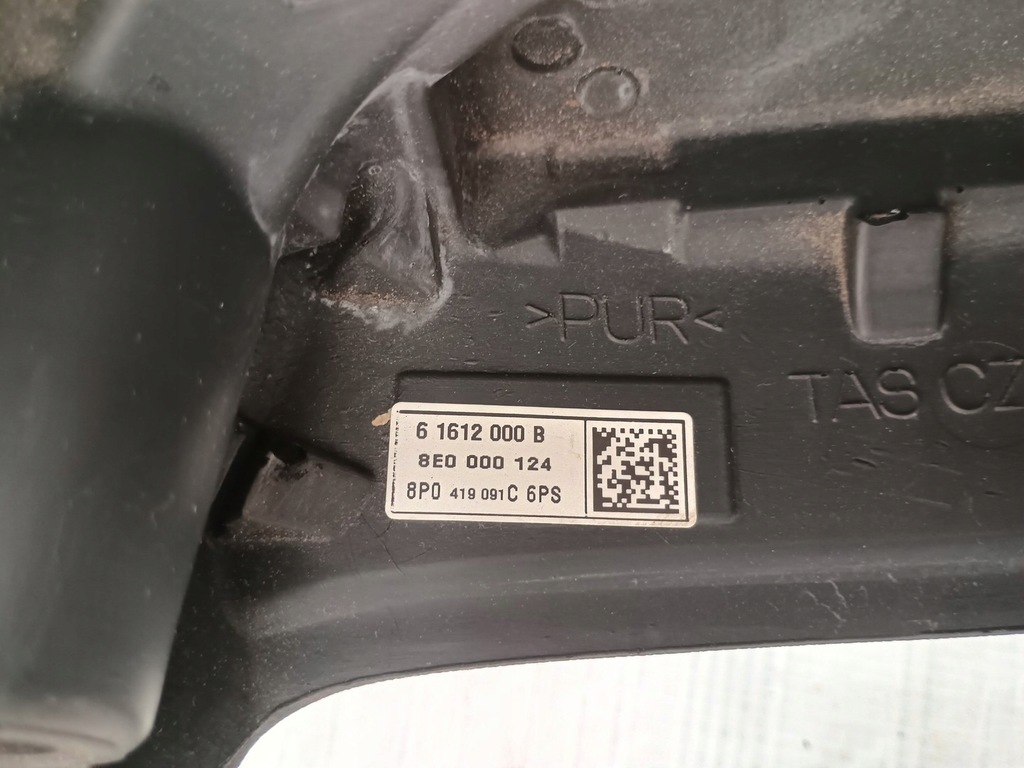 >PUR<
TAS CZ
6 1612 000 B
8E0 000 124
8P0 419 091C 6PS